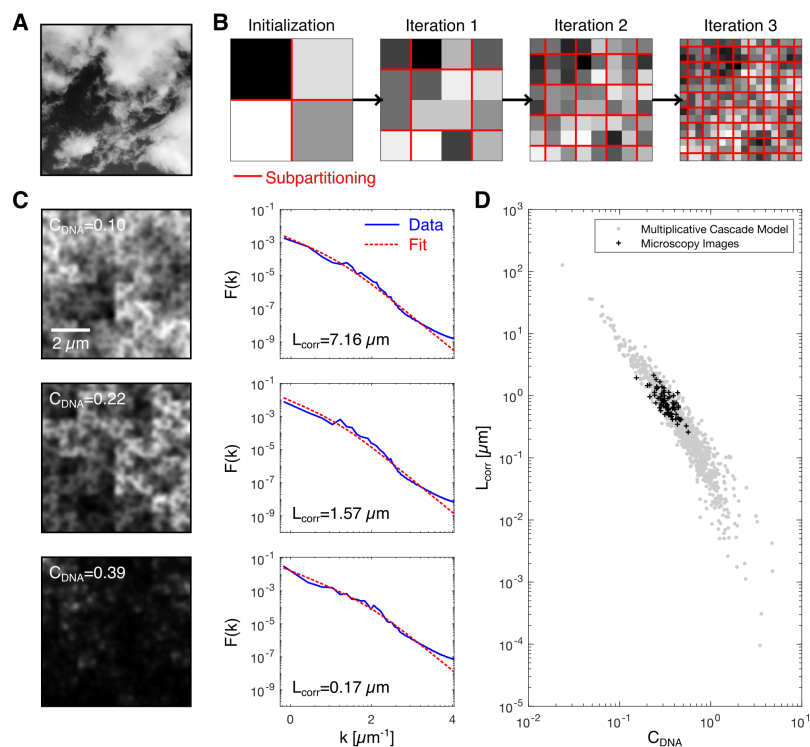 A
B
Initialization
Iteration 1
Iteration 2
Iteration 3
Subpartitioning
C
C_DNA=0.10
2 µm
10^-1
10^-3
10^-5
10^-7
10^-9
F(k)
Data
Fit
L_corr=7.16 µm
C_DNA=0.22
10^-1
10^-3
10^-5
10^-7
10^-9
F(k)
L_corr=1.57 µm
C_DNA=0.39
10^-1
10^-3
10^-5
10^-7
10^-9
F(k)
L_corr=0.17 µm
0
2
4
k [µm^-1]
D
Multiplicative Cascade Model
Microscopy Images
10^3
10^2
10^1
10^0
10^-1
10^-2
10^-3
10^-4
10^-5
L_corr [µm]
10^-2
10^-1
10^0
10^1
C_DNA